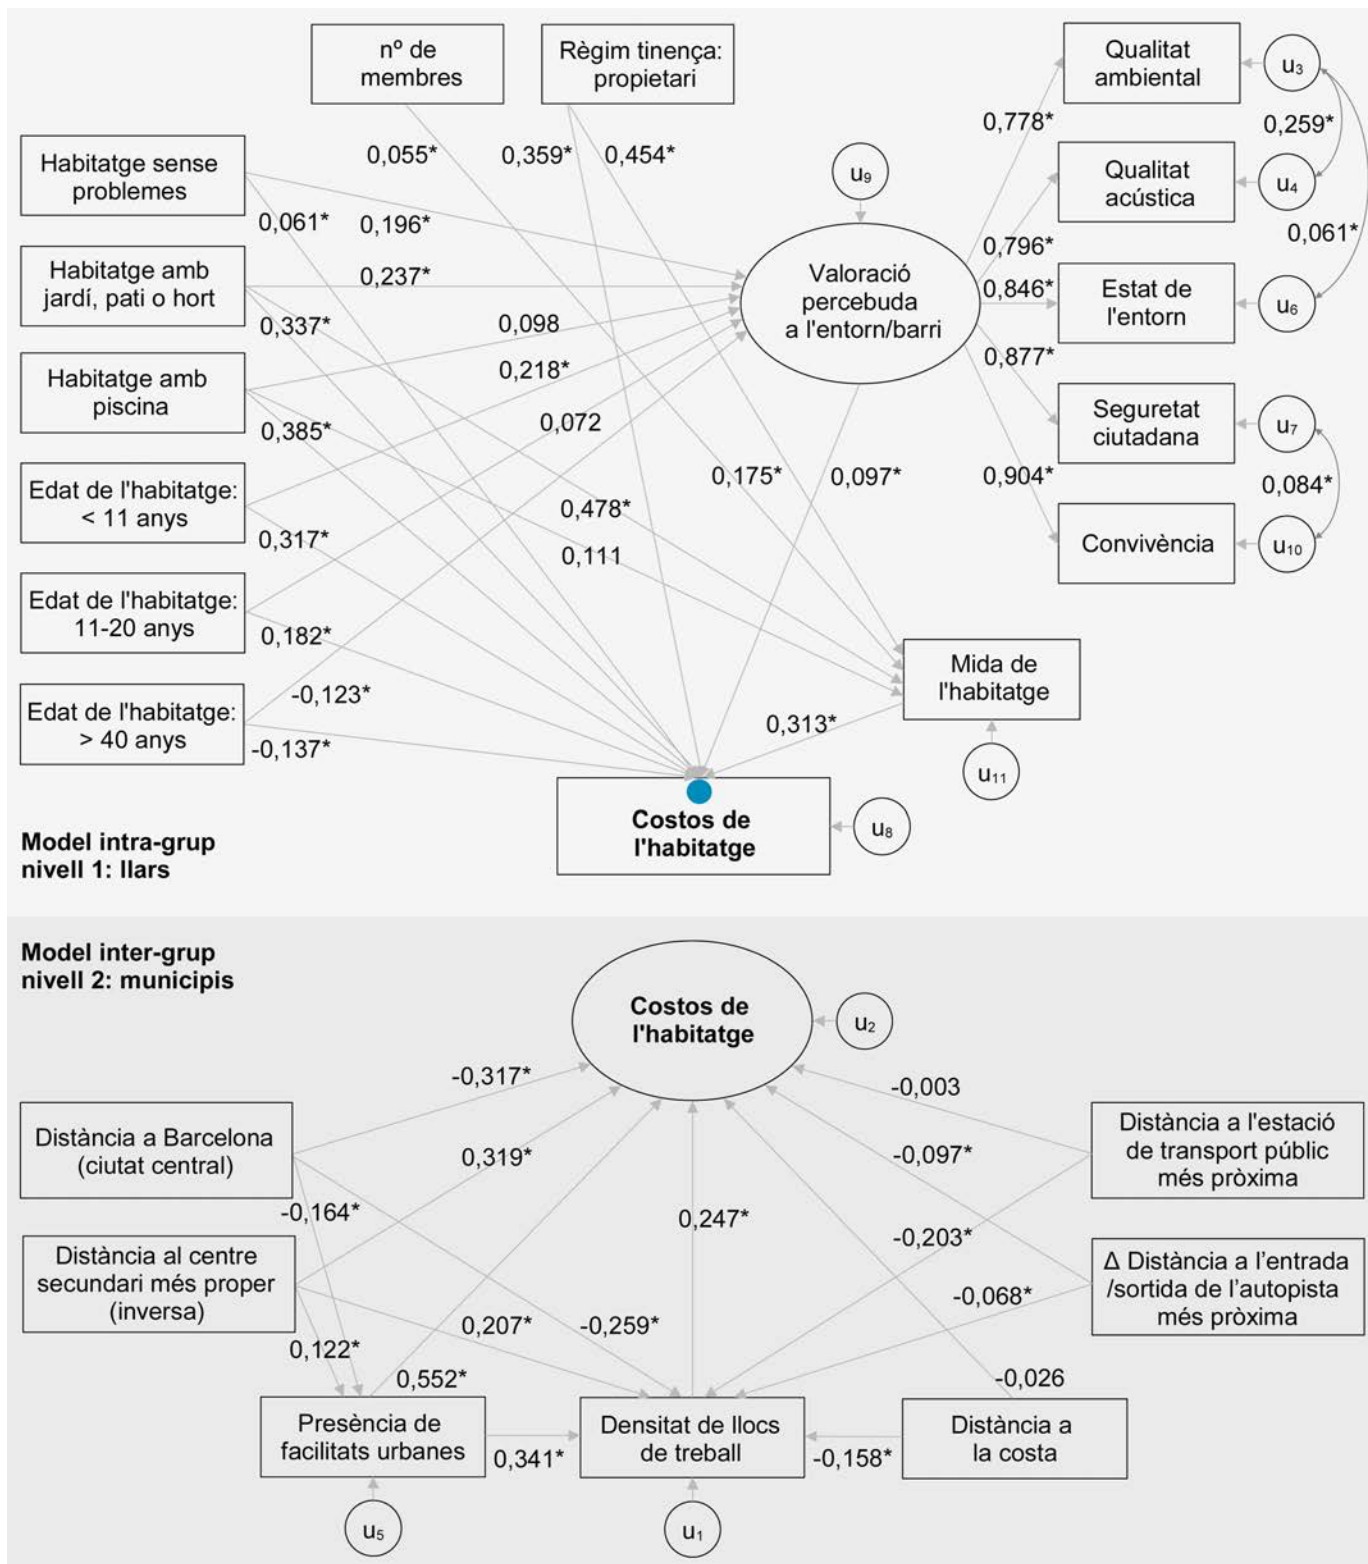 nº de
membres
Règim tinença:
propietari
Qualitat
ambiental
u3
0,778*
0,259*
0,055*
0,359*
0,454*
Habitatge sense
problemes
u9
Qualitat
acústica
u4
0,061*
0,196*
0,796*
0,061*
Habitatge amb
jardí, pati o hort
0,237*
Valoració
percebuda
a l'entorn/barri
0,846*
Estat de
l'entorn
u6
0,337*
0,098
0,877*
Habitatge amb
piscina
0,218*
0,385*
0,072
Seguretat
ciutadana
u7
0,175*
0,097*
0,904*
0,084*
Edat de l'habitatge:
< 11 anys
0,478*
0,317*
0,111
Convivència
u10
Edat de l'habitatge:
11-20 anys
0,182*
Mida de
l'habitatge
-0,123*
Edat de l'habitatge:
> 40 anys
-0,137*
0,313*
u11
Costos de
l'habitatge
u8
Model intra-grup
nivell 1: llars
Model inter-grup
nivell 2: municipis
Costos de
l'habitatge
u2
-0,317*
-0,003
Distància a Barcelona
(ciutat central)
0,319*
-0,097*
Distància a l'estació
de transport públic
més pròxima
-0,164*
0,247*
-0,203*
Distància al centre
secundari més proper
(inversa)
Δ Distància a l’entrada
/sortida de l’autopista
més pròxima
-0,068*
0,122*
0,207*
-0,259*
0,552*
-0,026
Presència de
facilitats urbanes
0,341*
Densitat de llocs
de treball
-0,158*
Distància a
la costa
u5
u1